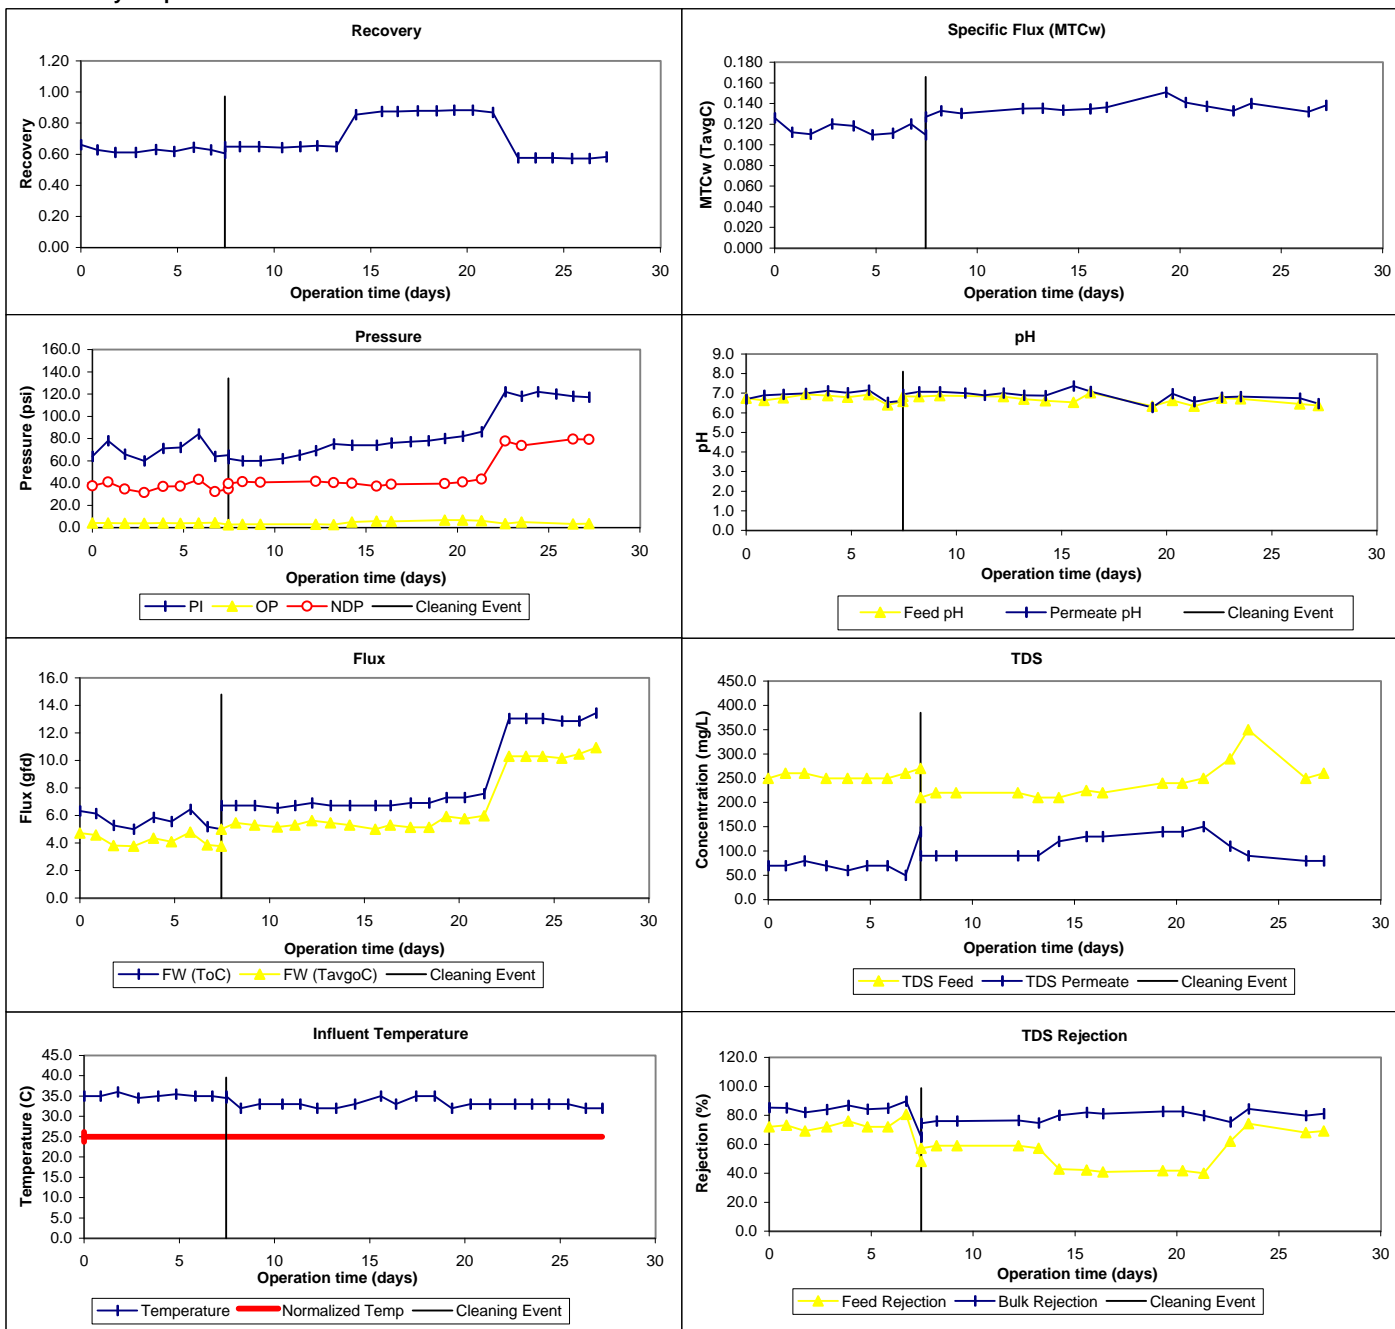 Recovery
1.20
1.00
0.80
0.60
0.40
0.20
0.00
Recovery
0 5 10 15 20 25 30
Operation time (days)
Specific Flux (MTCw)
0.180
0.160
0.140
0.120
0.100
0.080
0.060
0.040
0.020
0.000
MTCw (TavgC)
0 5 10 15 20 25 30
Operation time (days)
Pressure
160.0
140.0
120.0
100.0
80.0
60.0
40.0
20.0
0.0
Pressure (psi)
0 5 10 15 20 25 30
Operation time (days)
PI OP NDP Cleaning Event
pH
9.0
8.0
7.0
6.0
5.0
4.0
3.0
2.0
1.0
0.0
pH
0 5 10 15 20 25 30
Operation time (days)
Feed pH Permeate pH Cleaning Event
Flux
16.0
14.0
12.0
10.0
8.0
6.0
4.0
2.0
0.0
Flux (gfd)
0 5 10 15 20 25 30
Operation time (days)
FW (ToC) FW (TavgoC) Cleaning Event
TDS
450.0
400.0
350.0
300.0
250.0
200.0
150.0
100.0
50.0
0.0
Concentration (mg/L)
0 5 10 15 20 25 30
Operation time (days)
TDS Feed TDS Permeate Cleaning Event
Influent Temperature
45.0
40.0
35.0
30.0
25.0
20.0
15.0
10.0
5.0
0.0
Temperature (C)
0 5 10 15 20 25 30
Operation time (days)
Temperature Normalized Temp Cleaning Event
TDS Rejection
120.0
100.0
80.0
60.0
40.0
20.0
0.0
Rejection (%)
0 5 10 15 20 25 30
Operation time (days)
Feed Rejection Bulk Rejection Cleaning Event